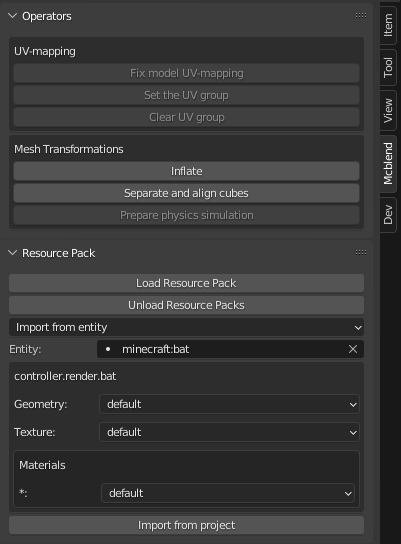 Operators
UV-mapping
Fix model UV-mapping
Set the UV group
Clear UV group
Mesh Transformations
Inflate
Separate and align cubes
Prepare physics simulation
Resource Pack
Load Resource Pack
Unload Resource Packs
Import from entity
Entity: minecraft:bat
controller.render.bat
Geometry: default
Texture: default
Materials
*: default
Import from project
Item
Tool
View
Mcblend
Dev